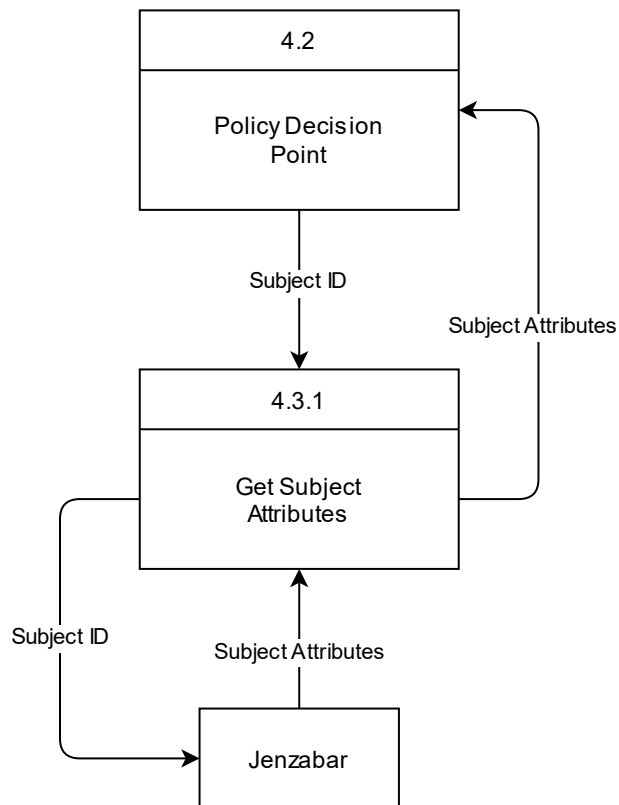 4.2
Policy Decision
Point
Subject ID
Subject Attributes
4.3.1
Get Subject
Attributes
Subject ID
Subject Attributes
Jenzabar